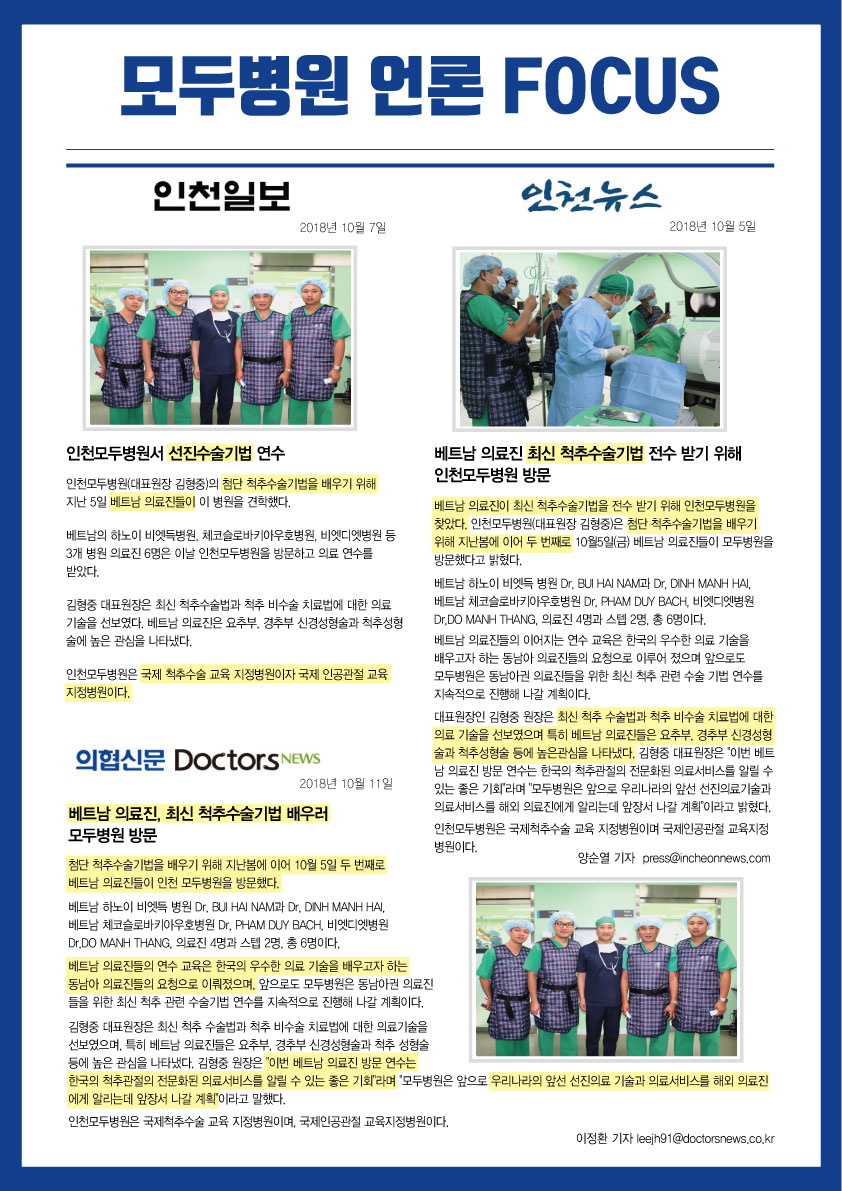 모두병원 언론 FOCUS
인천일보
2018년 10월 7일
인천모두병원서 선진수술기법 연수
인천모두병원(대표원장 김형중)의 첨단 척추수술기법을 배우기 위해
지난 5일 베트남 의료진들이 이 병원을 견학했다.
베트남의 하노이 비엣득병원, 체코슬로바키아우호병원, 비엣디엣병원 등
3개 병원 의료진 6명은 이날 인천모두병원을 방문하고 의료 연수를
받았다.
김형중 대표원장은 최신 척추수술법과 척추 비수술 치료법에 대한 의료
기술을 선보였다. 베트남 의료진은 요추부, 경추부 신경성형술과 척추성형
술에 높은 관심을 나타냈다.
인천모두병원은 국제 척추수술 교육 지정병원이자 국제 인공관절 교육
지정병원이다.
의협신문 Doctors NEWS
2018년 10월 11일
베트남 의료진, 최신 척추수술기법 배우러
모두병원 방문
첨단 척추수술기법을 배우기 위해 지난봄에 이어 10월 5일 두 번째로
베트남 의료진들이 인천 모두병원을 방문했다.
베트남 하노이 비엣득 병원 Dr, BUI HAI NAM과 Dr, DINH MANH HAI,
베트남 체코슬로바키아우호병원 Dr, PHAM DUY BACH, 비엣디엣병원
Dr,DO MANH THANG, 의료진 4명과 스텝 2명, 총 6명이다.
베트남 의료진들의 연수 교육은 한국의 우수한 의료 기술을 배우고자 하는
동남아 의료진들의 요청으로 이뤄졌으며, 앞으로도 모두병원은 동남아권 의료진
들을 위한 최신 척추 관련 수술기법 연수를 지속적으로 진행해 나갈 계획이다.
김형중 대표원장은 최신 척추 수술법과 척추 비수술 치료법에 대한 의료기술을
선보였으며, 특히 베트남 의료진들은 요추부, 경추부 신경성형술과 척추 성형술
등에 높은 관심을 나타냈다. 김형중 원장은 "이번 베트남 의료진 방문 연수는
한국의 척추관절의 전문화된 의료서비스를 알릴 수 있는 좋은 기회"라며 "모두병원은 앞으로 우리나라의 앞선 선진의료 기술과 의료서비스를 해외 의료진
에게 알리는데 앞장서 나갈 계획"이라고 말했다.
인천모두병원은 국제척추수술 교육 지정병원이며, 국제인공관절 교육지정병원이다.
이정환 기자 leejh91@doctorsnews.co.kr
인천뉴스
2018년 10월 5일
베트남 의료진 최신 척추수술기법 전수 받기 위해
인천모두병원 방문
베트남 의료진이 최신 척추수술기법을 전수 받기 위해 인천모두병원을
찾았다. 인천모두병원(대표원장 김형중)은 첨단 척추수술기법을 배우기
위해 지난봄에 이어 두 번째로 10월5일(금) 베트남 의료진들이 모두병원을
방문했다고 밝혔다.
베트남 하노이 비엣득 병원 Dr, BUI HAI NAM과 Dr, DINH MANH HAI,
베트남 체코슬로바키아우호병원 Dr, PHAM DUY BACH, 비엣디엣병원
Dr,DO MANH THANG, 의료진 4명과 스텝 2명, 총 6명이다.
베트남 의료진들의 이어지는 연수 교육은 한국의 우수한 의료 기술을
배우고자 하는 동남아 의료진들의 요청으로 이루어 졌으며 앞으로도
모두병원은 동남아권 의료진들을 위한 최신 척추 관련 수술 기법 연수를
지속적으로 진행해 나갈 계획이다.
대표원장인 김형중 원장은 최신 척추 수술법과 척추 비수술 치료법에 대한
의료 기술을 선보였으며 특히 베트남 의료진들은 요추부, 경추부 신경성형
술과 척추성형술 등에 높은관심을 나타냈다. 김형중 대표원장은 "이번 베트
남 의료진 방문 연수는 한국의 척추관절의 전문화된 의료서비스를 알릴 수
있는 좋은 기회"라며 "모두병원은 앞으로 우리나라의 앞선 선진의료기술과
의료서비스를 해외 의료진에게 알리는데 앞장서 나갈 계획"이라고 밝혔다.
인천모두병원은 국제척추수술 교육 지정병원이며 국제인공관절 교육지정
병원이다.
양순열 기자 press@incheonnews.com